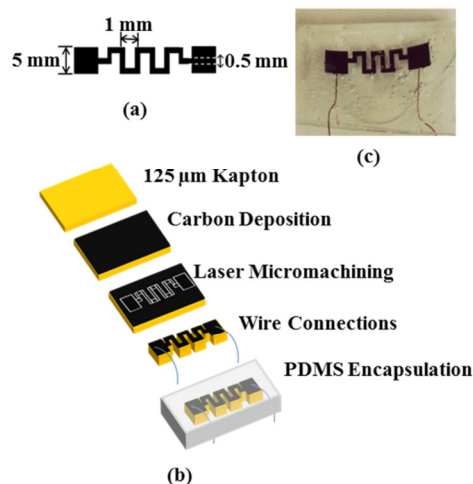 1 mm
5 mm
0.5 mm
(a)
(c)
125 μm Kapton
Carbon Deposition
Laser Micromachining
Wire Connections
PDMS Encapsulation
(b)